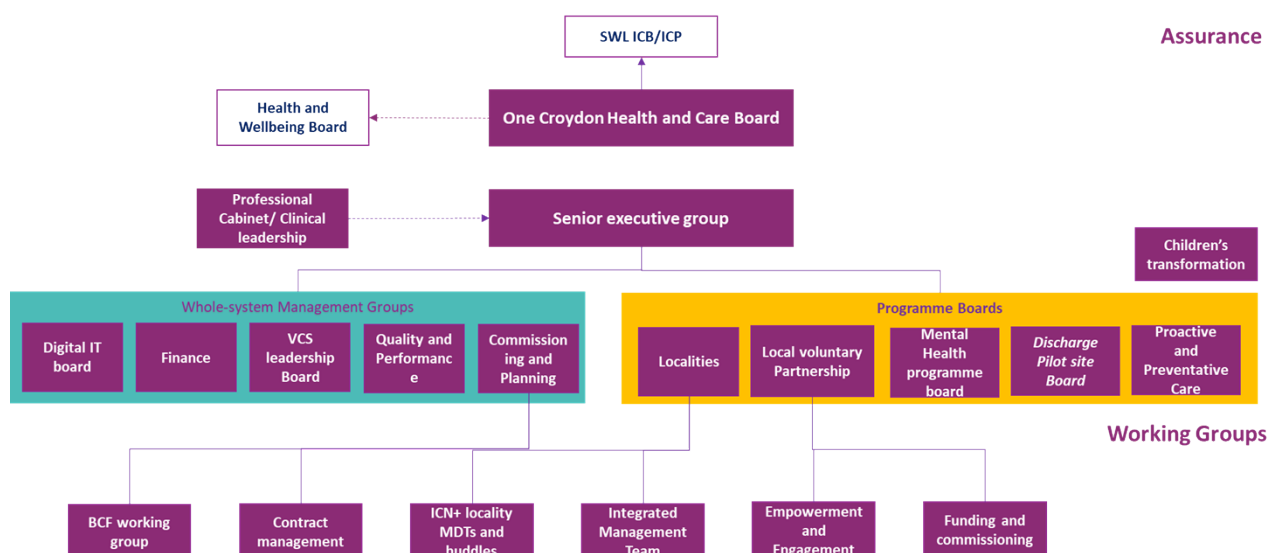 SWL ICB/ICP
Assurance
Health and
Wellbeing Board
One Croydon Health and Care Board
Professional
Cabinet/ Clinical
leadership
Senior executive group
Children's
transformation
Whole-system Management Groups
Digital IT
board
Finance
VCS
leadership
Board
Quality and
Performanc
e
Commission
ing and
Planning
Programme Boards
Localities
Local voluntary
Partnership
Mental
Health
programme
board
Discharge
Pilot site
Board
Proactive
and
Preventative
Care
Working Groups
BCF working
group
Contract
management
ICN+ locality
MDTs and
huddles
Integrated
Management
Team
Empowerment
and
Engagement
Funding and
commissioning